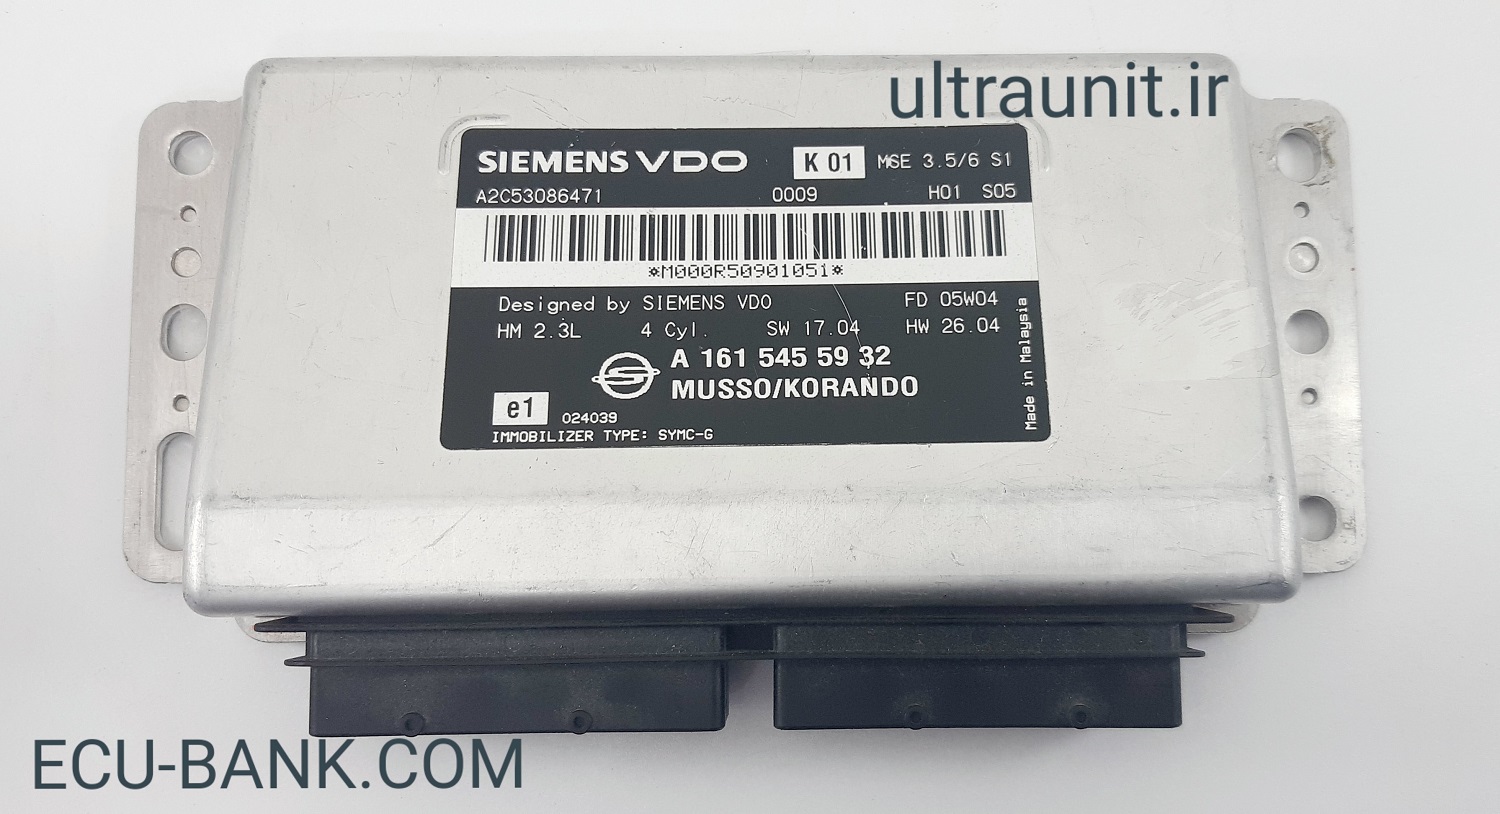 ultraunit.ir
SIEMENS VDO K 01 MSE 3.5/6 S1
A2C53086471 0009 H01 S05
*M000R50901051*
Designed by SIEMENS VDO FD 05W04
HM 2.3L 4 Cyl. SW 17.04 HW 26.04
A 161 545 59 32
MUSSO/KORANDO
e1 024039
IMMOBILIZER TYPE: SYMC-G
Made in Malaysia
ECU-BANK.COM